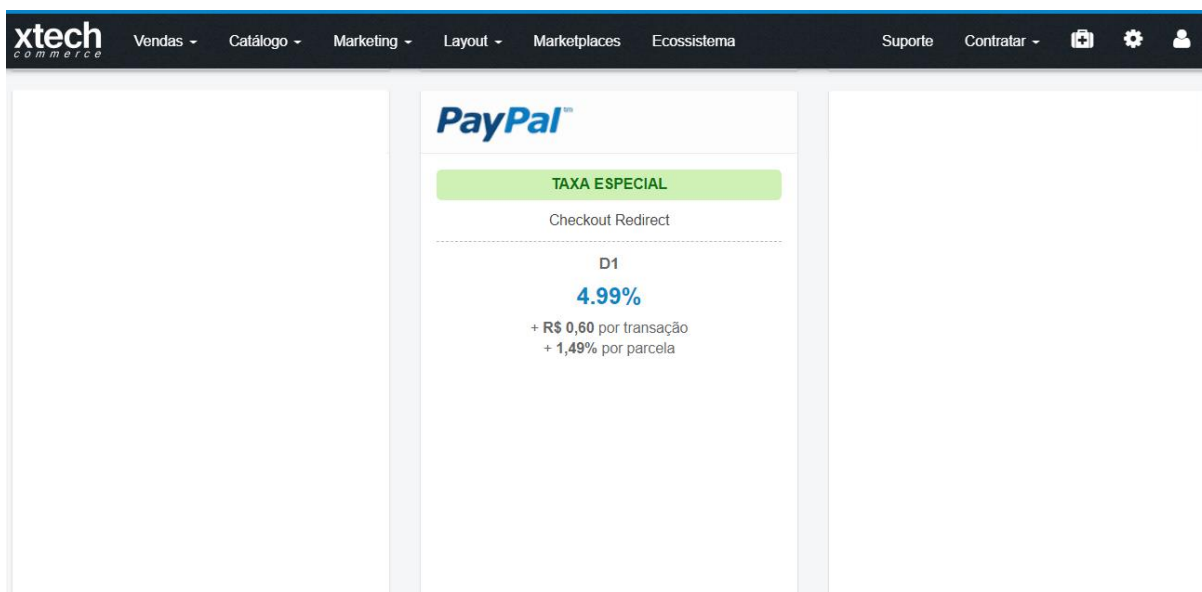 xtech
commerce
Vendas Catálogo Marketing Layout Marketplaces Ecossistema Suporte Contratar
PayPal™
TAXA ESPECIAL
Checkout Redirect
D1
4.99%
+ R$ 0,60 por transação
+ 1,49% por parcela